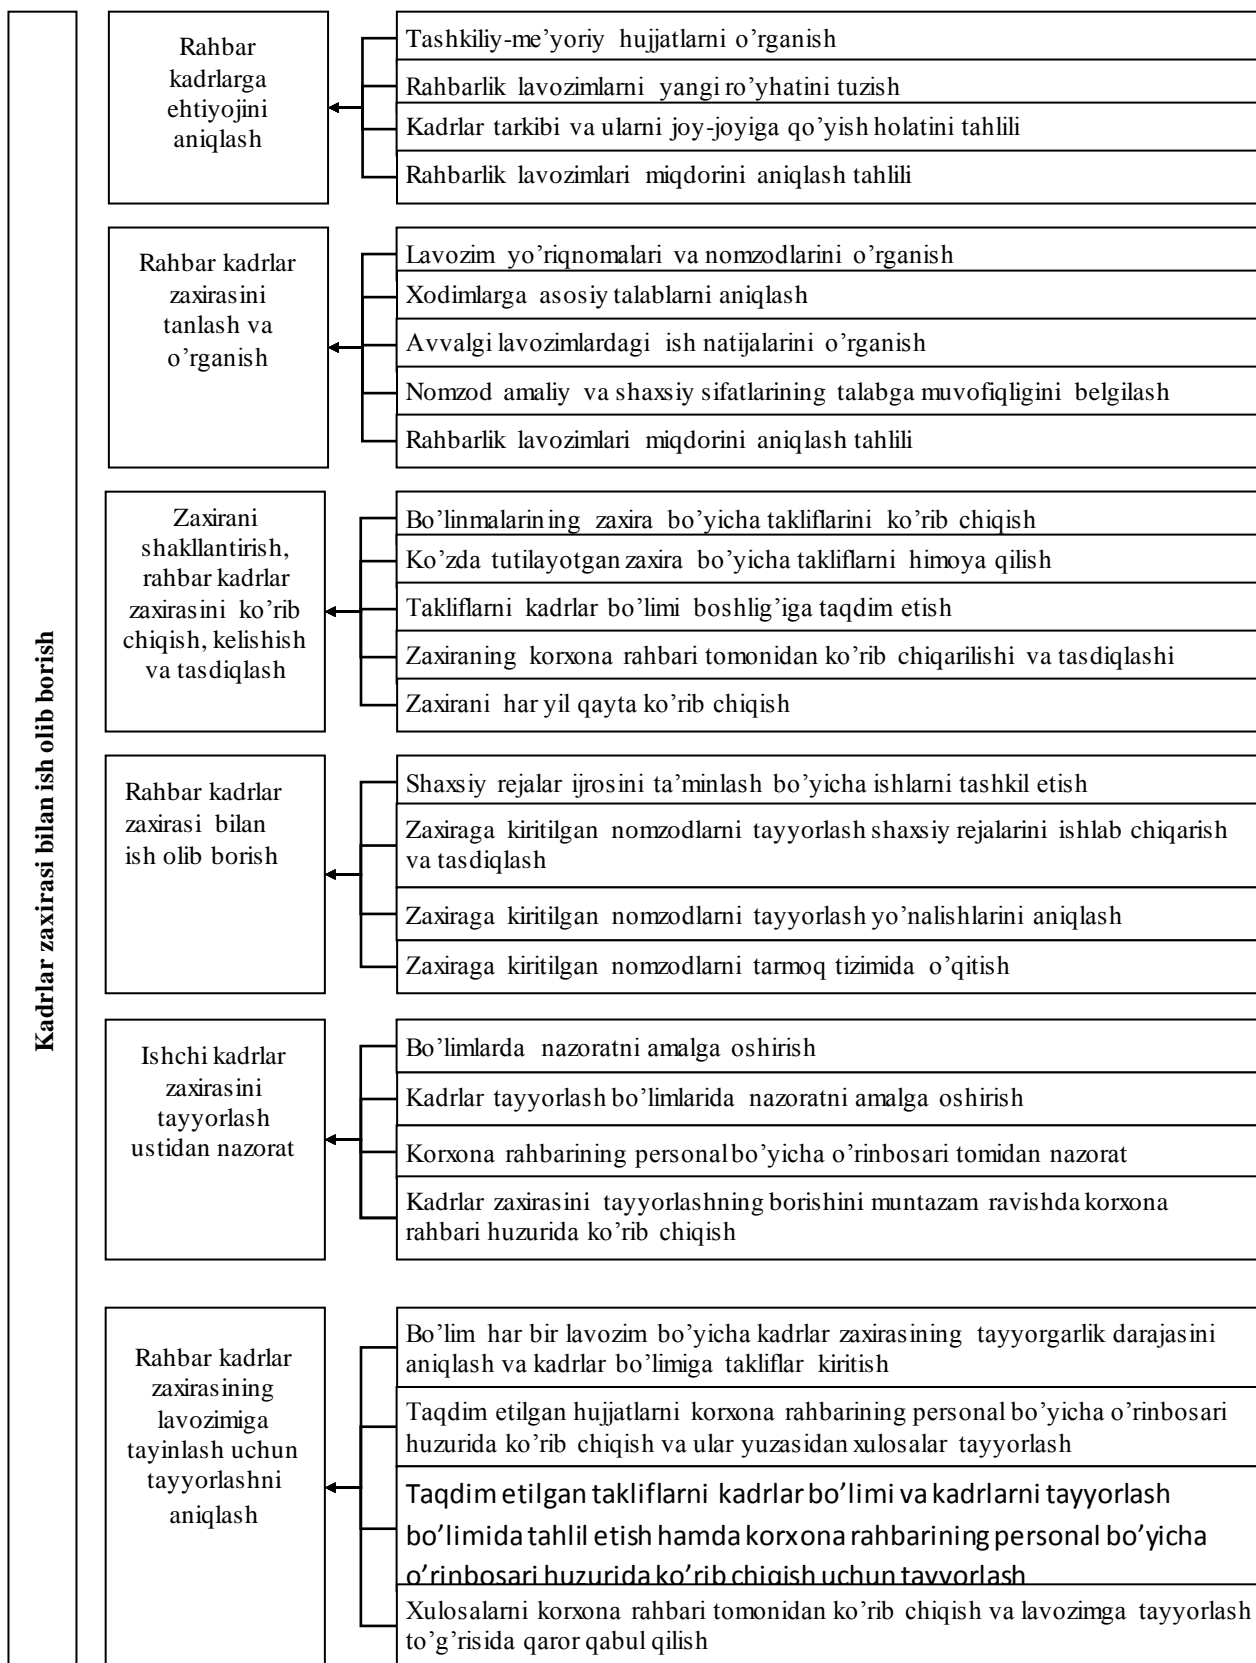 Kadrlar zaxirasi bilan ish olib borish
Rahbar
kadrlarga
ehtiyojini
aniqlash
Tashkiliy-me’yoriy hujjatlarni o’rganish
Rahbarlik lavozimlarni yangi ro’yhatini tuzish
Kadrlar tarkibi va ularni joy-joyiga qo’yish holatini tahlili
Rahbarlik lavozimlari miqdorini aniqlash tahlili
Rahbar kadrlar
zaxirasini
tanlash va
o’rganish
Lavozim yo’riqnomalari va nomzodlarini o’rganish
Xodimlarga asosiy talablarni aniqlash
Avvalgi lavozimlardagi ish natijalarini o’rganish
Nomzod amaliy va shaxsiy sifatlarining talabga muvofiqligini belgilash
Rahbarlik lavozimlari miqdorini aniqlash tahlili
Zaxirani
shakllantirish,
rahbar kadrlar
zaxirasini ko’rib
chiqish, kelishish
va tasdiqlash
Bo’linmalarining zaxira bo’yicha takliflarini ko’rib chiqish
Ko’zda tutilayotgan zaxira bo’yicha takliflarni himoya qilish
Takliflarni kadrlar bo’limi boshlig’iga taqdim etish
Zaxiraning korxona rahbari tomonidan ko’rib chiqarilishi va tasdiqlashi
Zaxirani har yil qayta ko’rib chiqish
Rahbar kadrlar
zaxirasi bilan
ish olib borish
Shaxsiy rejalar ijrosini ta’minlash bo’yicha ishlarni tashkil etish
Zaxiraga kiritilgan nomzodlarni tayyorlash shaxsiy rejalarini ishlab chiqarish
va tasdiqlash
Zaxiraga kiritilgan nomzodlarni tayyorlash yo’nalishlarini aniqlash
Zaxiraga kiritilgan nomzodlarni tarmoq tizimida o’qitish
Ishchi kadrlar
zaxirasini
tayyorlash
ustidan nazorat
Bo’limlarda nazoratni amalga oshirish
Kadrlar tayyorlash bo’limlarida nazoratni amalga oshirish
Korxona rahbarining personal bo’yicha o’rinbosari tomidan nazorat
Kadrlar zaxirasini tayyorlashning borishini muntazam ravishda korxona
rahbari huzurida ko’rib chiqish
Rahbar kadrlar
zaxirasining
lavozimiga
tayinlash uchun
tayyorlashni
aniqlash
Bo’lim har bir lavozim bo’yicha kadrlar zaxirasining tayyorgarlik darajasini
aniqlash va kadrlar bo’limiga takliflar kiritish
Taqdim etilgan hujjatlarni korxona rahbarining personal bo’yicha o’rinbosari
huzurida ko’rib chiqish va ular yuzasidan xulosalar tayyorlash
Taqdim etilgan takliflarni kadrlar bo’limi va kadrlarni tayyorlash
bo’limida tahlil etish hamda korxona rahbarining personal bo’yicha
o’rinbosari huzurida ko’rib chiqish uchun tayyorlash
Xulosalarni korxona rahbari tomonidan ko’rib chiqish va lavozimga tayyorlash
to’g’risida qaror qabul qilish